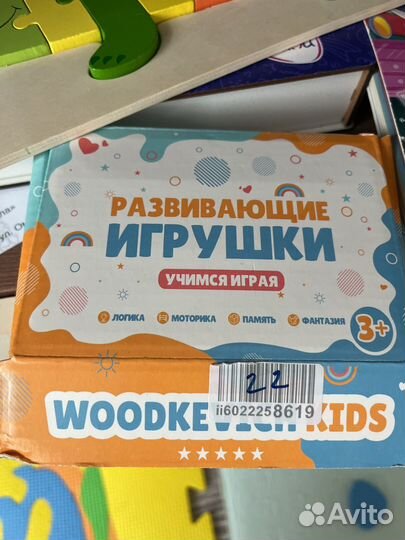 РАЗВИВАЮЩИЕ
ИГРУШКИ
УЧИМСЯ ИГРАЯ
ЛОГИКА МОТОРИКА ПАМЯТЬ ФАНТАЗИЯ 3+
22
ii6022258619
WOODKEVICH KIDS
Avito